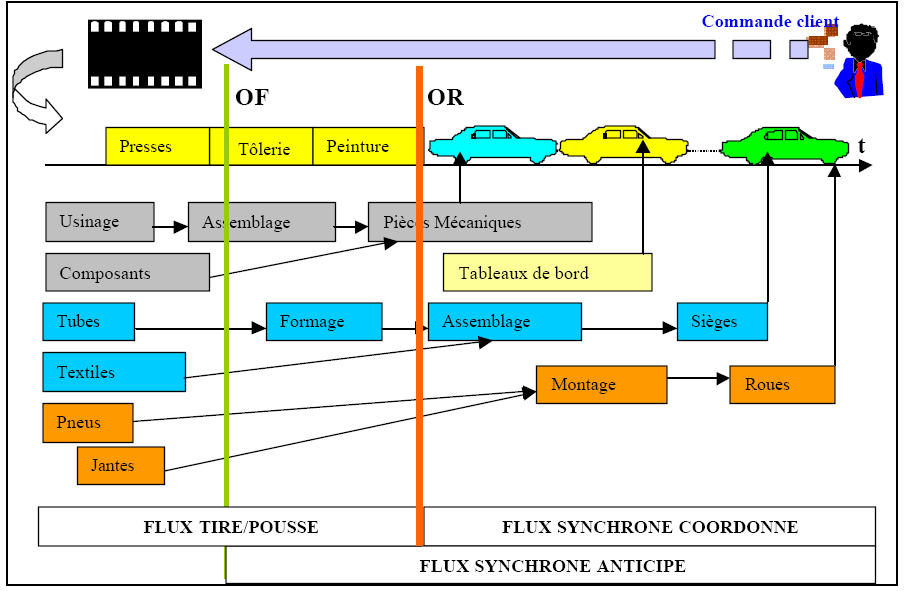 Commande client
OF
OR
Presses
Tôlerie
Peinture
t
Usinage
Assemblage
Pièces Mécaniques
Composants
Tableaux de bord
Tubes
Formage
Assemblage
Sièges
Textiles
Montage
Roues
Pneus
Jantes
FLUX TIRE/POUSSE
FLUX SYNCHRONE COORDONNE
FLUX SYNCHRONE ANTICIPE